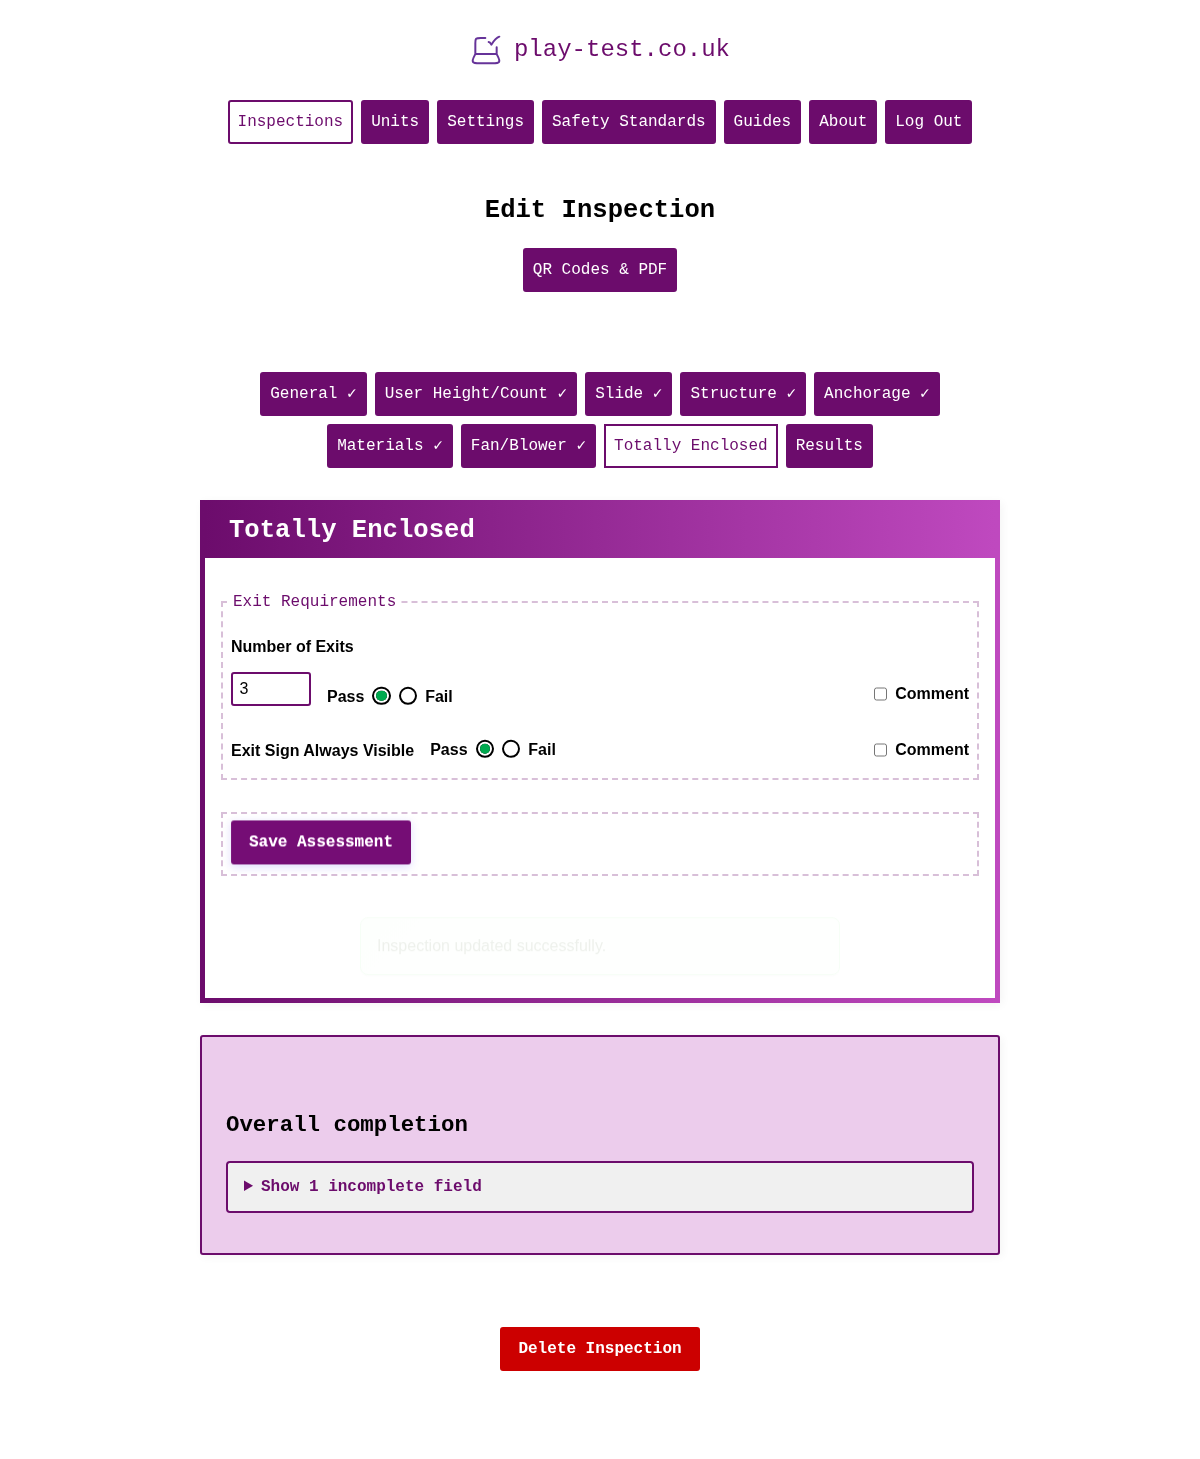 play-test.co.uk
Inspections Units Settings Safety Standards Guides About Log Out
Edit Inspection
QR Codes & PDF
General ✓ User Height/Count ✓ Slide ✓ Structure ✓ Anchorage ✓
Materials ✓ Fan/Blower ✓ Totally Enclosed Results
Totally Enclosed
Exit Requirements
Number of Exits
3 Pass Fail Comment
Exit Sign Always Visible Pass Fail Comment
Save Assessment
Inspection updated successfully.
Overall completion
▶ Show 1 incomplete field
Delete Inspection